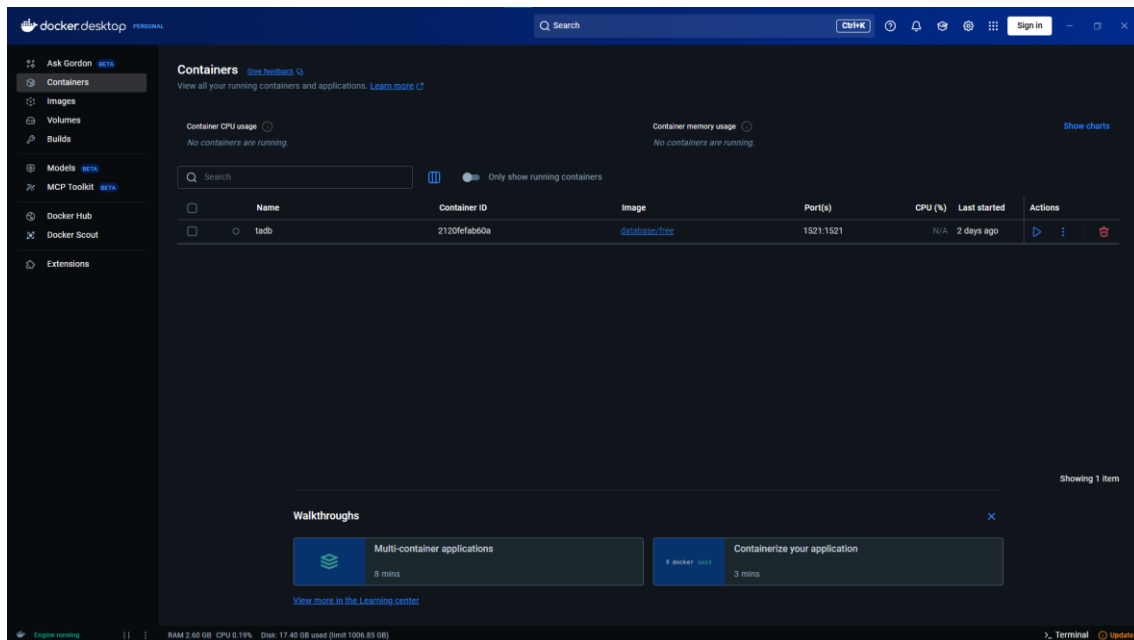 docker.desktop PERSONAL
Search
Ctrl+K
Sign in
Ask Gordon BETA
Containers
Images
Volumes
Builds
Models BETA
MCP Toolkit BETA
Docker Hub
Docker Scout
Extensions
Containers Give feedback
View all your running containers and applications. Learn more
Container CPU usage
No containers are running.
Container memory usage
No containers are running.
Show charts
Search
Only show running containers
Name Container ID Image Port(s) CPU (%) Last started Actions
tadb 2120fefab60a database/free 1521:1521 N/A 2 days ago
Showing 1 item
Walkthroughs
Multi-container applications
8 mins
$ docker init
Containerize your application
3 mins
View more in the Learning center
Engine running RAM 2.60 GB CPU 0.19% Disk: 17.40 GB used (limit 1006.85 GB) >_ Terminal Update